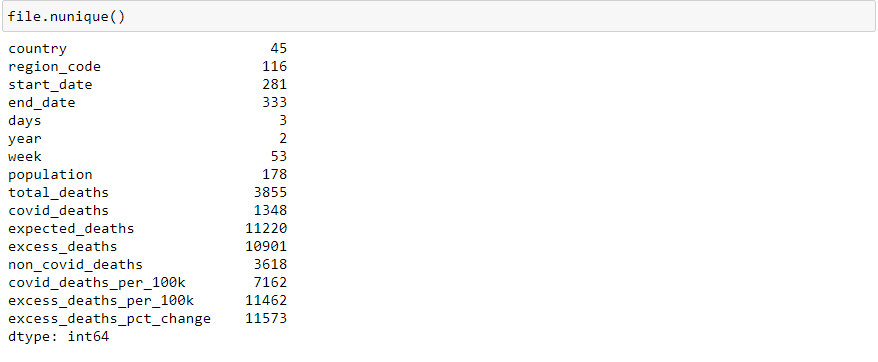 file.nunique()
country 45
region_code 116
start_date 281
end_date 333
days 3
year 2
week 53
population 178
total_deaths 3855
covid_deaths 1348
expected_deaths 11220
excess_deaths 10901
non_covid_deaths 3618
covid_deaths_per_100k 7162
excess_deaths_per_100k 11462
excess_deaths_pct_change 11573
dtype: int64